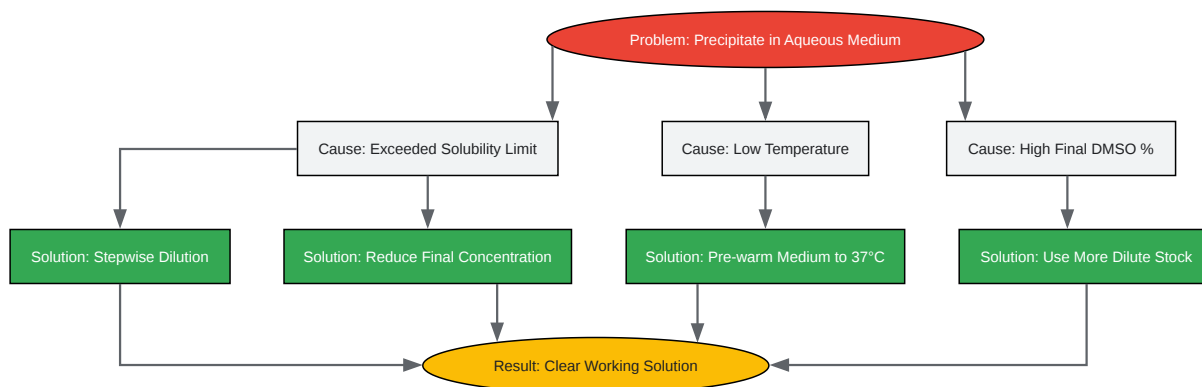 Problem: Precipitate in Aqueous Medium
Cause: Exceeded Solubility Limit
Cause: Low Temperature
Cause: High Final DMSO %
Solution: Stepwise Dilution
Solution: Reduce Final Concentration
Solution: Pre-warm Medium to 37°C
Solution: Use More Dilute Stock
Result: Clear Working Solution